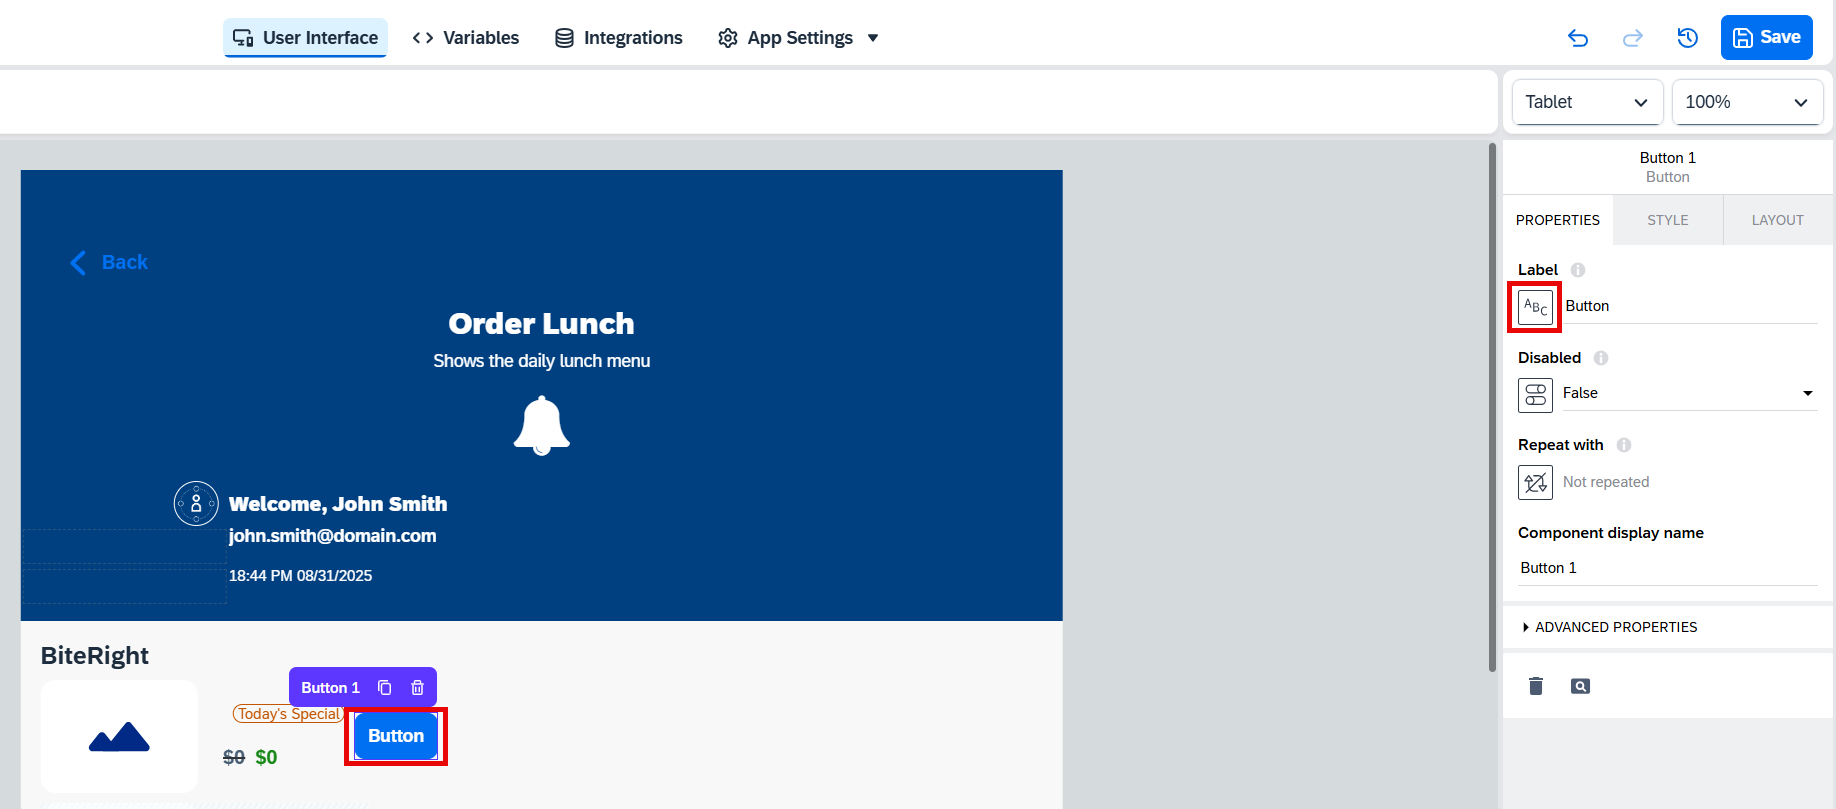 User Interface
Variables
Integrations
App Settings
Save
Tablet
100%
Button 1
Button
PROPERTIES
STYLE
LAYOUT
Label
ABC
Button
Disabled
False
Repeat with
Not repeated
Component display name
Button 1
ADVANCED PROPERTIES
Back
Order Lunch
Shows the daily lunch menu
Welcome, John Smith
john.smith@domain.com
18:44 PM 08/31/2025
BiteRight
Button 1
Today's Special
Button
$0 $0